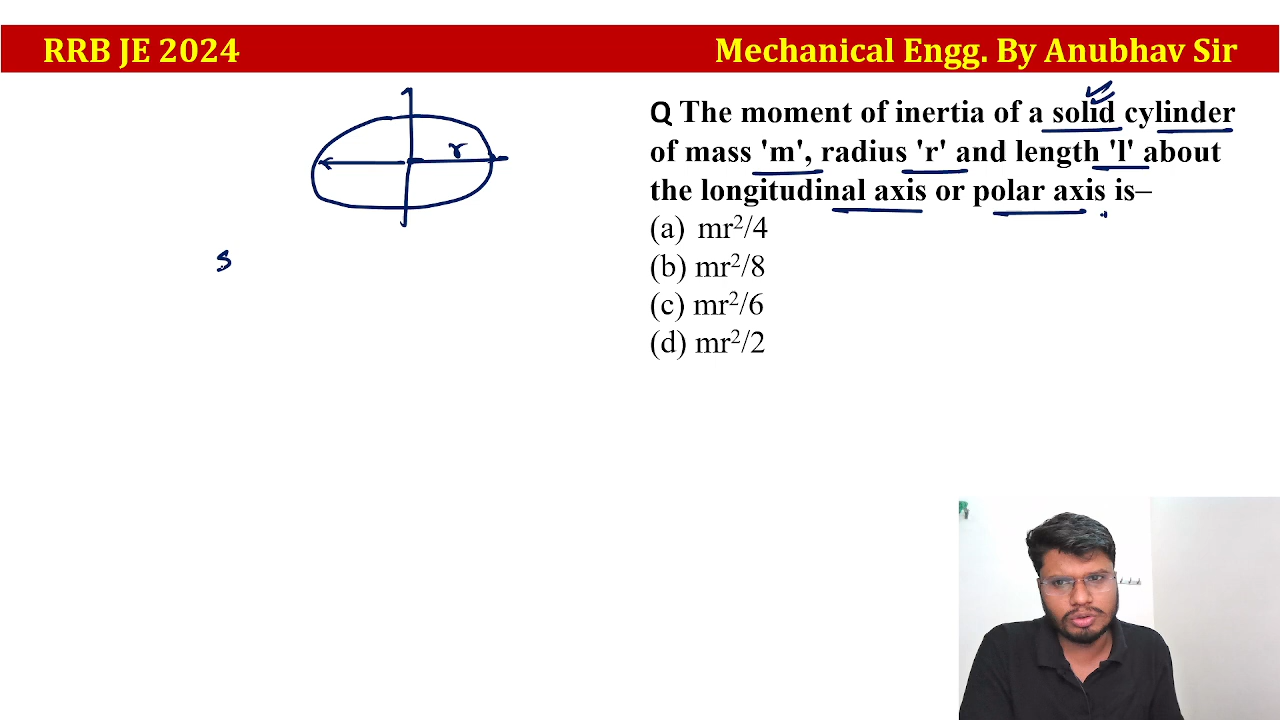 RRB JE 2024
Mechanical Engg. By Anubhav Sir
Q The moment of inertia of a solid cylinder
of mass 'm', radius 'r' and length 'l' about
the longitudinal axis or polar axis is–
(a) mr²/4
(b) mr²/8
(c) mr²/6
(d) mr²/2
r
s